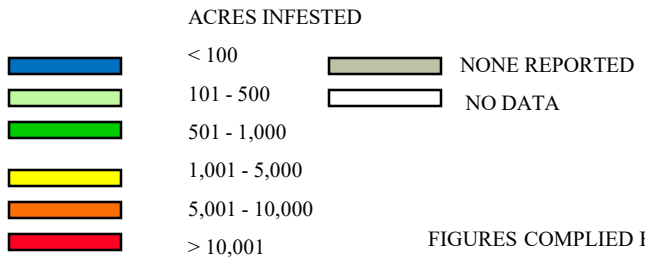 ACRES INFESTED
< 100
101 - 500
501 - 1,000
1,001 - 5,000
5,001 - 10,000
> 10,001
NONE REPORTED
NO DATA
FIGURES COMPLIED